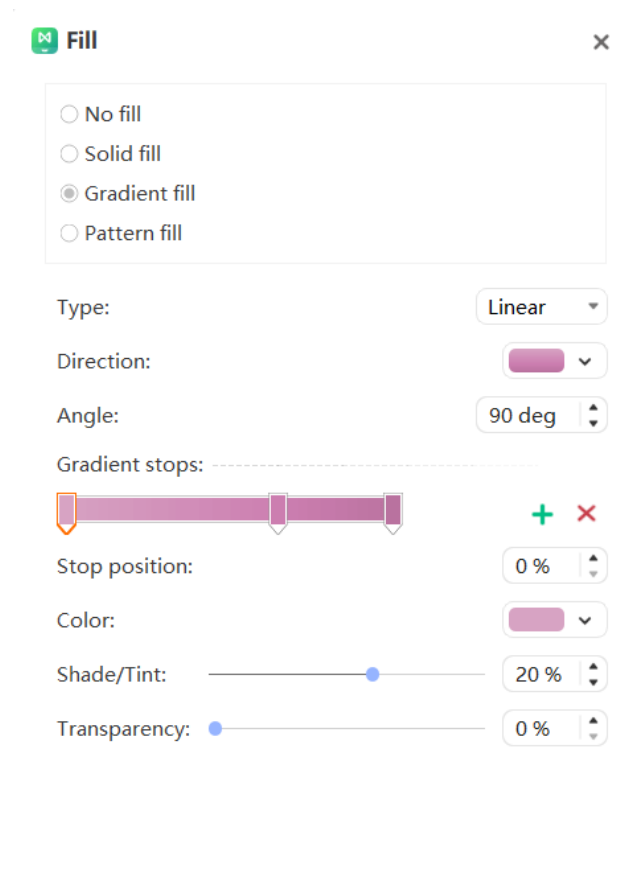 Fill
No fill
Solid fill
Gradient fill
Pattern fill
Type: Linear
Direction:
Angle: 90 deg
Gradient stops:
Stop position: 0 %
Color:
Shade/Tint: 20 %
Transparency: 0 %